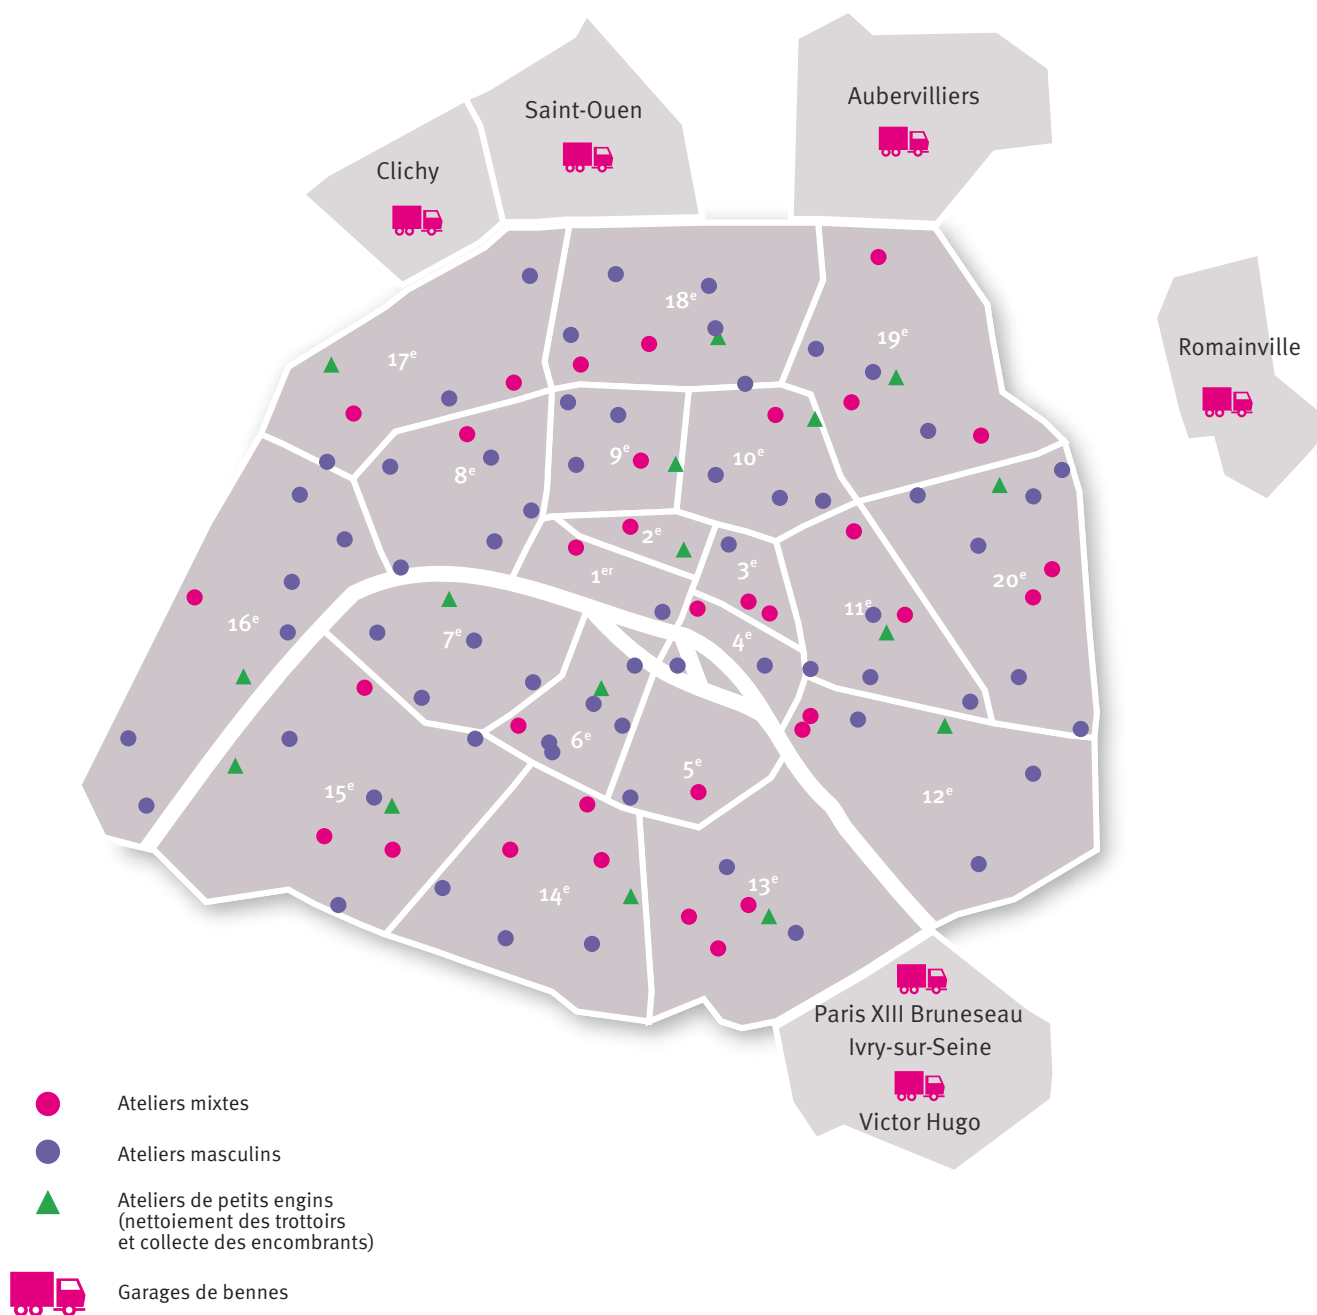 Saint-Ouen
Aubervilliers
Clichy
Romainville
18e
19e
17e
9e
10e
8e
2e
3e
1er
20e
16e
11e
7e
4e
6e
5e
15e
12e
14e
13e
Paris XIII Bruneseau
Ivry-sur-Seine
Victor Hugo
Ateliers mixtes
Ateliers masculins
Ateliers de petits engins
(nettoiement des trottoirs
et collecte des encombrants)
Garages de bennes